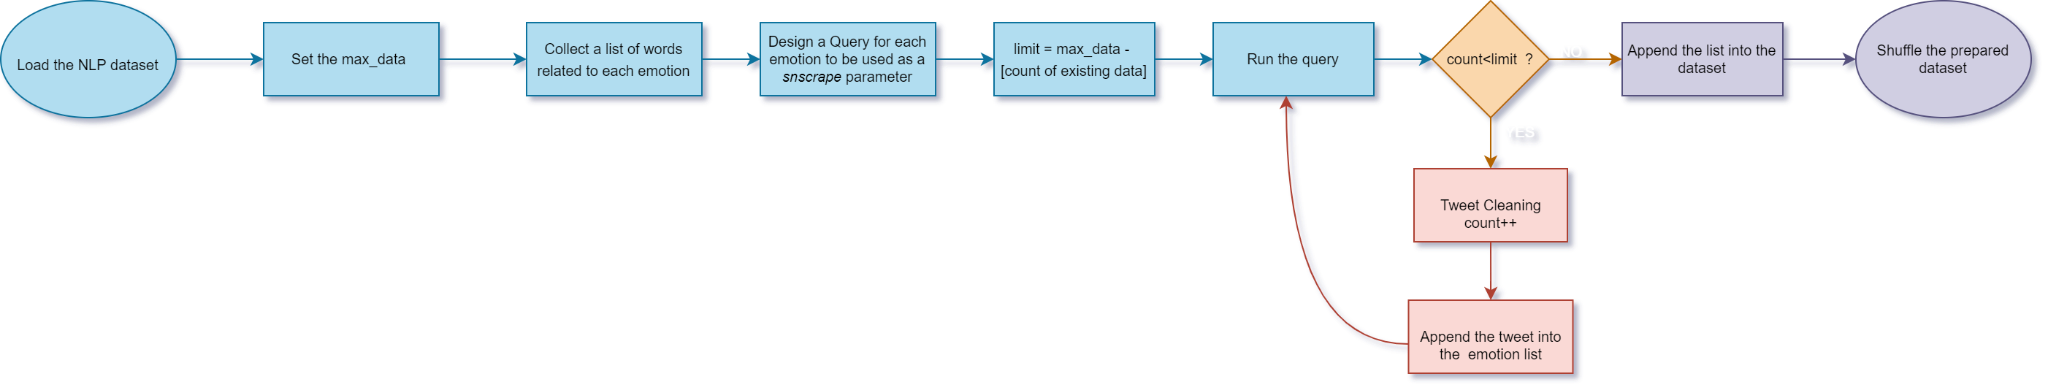 Load the NLP dataset
Set the max_data
Collect a list of words
related to each emotion
Design a Query for each
emotion to be used as a
snscrape parameter
limit = max_data -
[count of existing data]
Run the query
count<limit ?
NO
Append the list into the
dataset
Shuffle the prepared
dataset
YES
Tweet Cleaning
count++
Append the tweet into
the emotion list